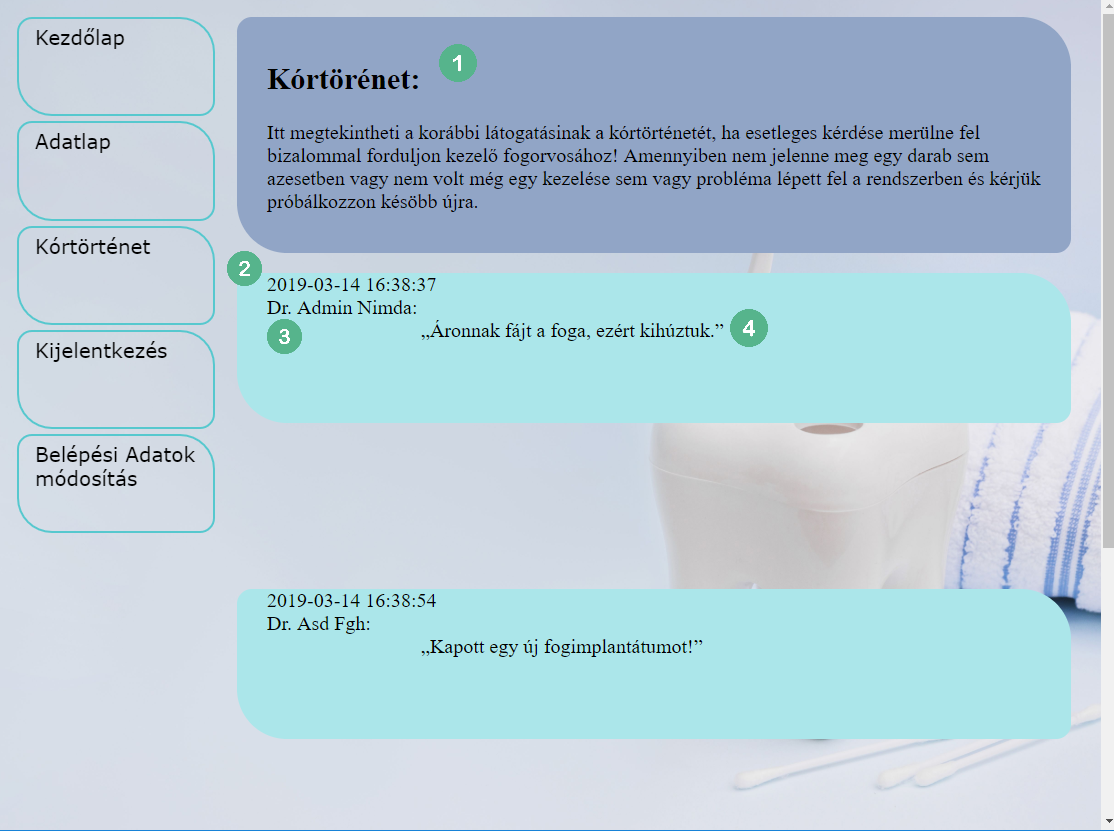 Kezdőlap
Adatlap
Kórtörténet
Kijelentkezés
Belépési Adatok
módosítás
Kórtörénet:
1
Itt megtekintheti a korábbi látogatásinak a kórtörténetét, ha esetleges kérdése merülne fel
bizalommal forduljon kezelő fogorvosához! Amennyiben nem jelenne meg egy darab sem
azesetben vagy nem volt még egy kezelése sem vagy probléma lépett fel a rendszerben és kérjük
próbálkozzon késöbb újra.
2
2019-03-14 16:38:37
Dr. Admin Nimda:
3
„Áronnak fájt a foga, ezért kihúztuk.”
4
2019-03-14 16:38:54
Dr. Asd Fgh:
„Kapott egy új fogimplantátumot!”